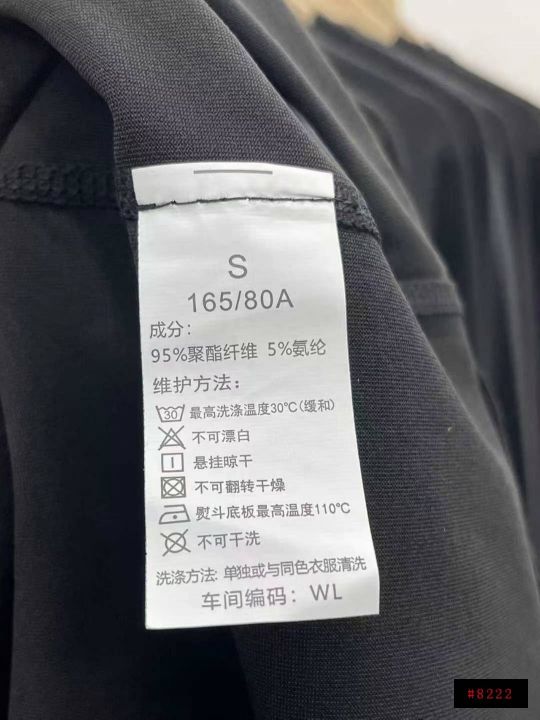 S
165/80A
成分:
95%聚酯纤维 5%氨纶
维护方法:
30 最高洗涤温度30℃(缓和)
不可漂白
悬挂晾干
不可翻转干燥
熨斗底板最高温度110℃
不可干洗
洗涤方法: 单独或与同色衣服清洗
车间编码: WL
#8222